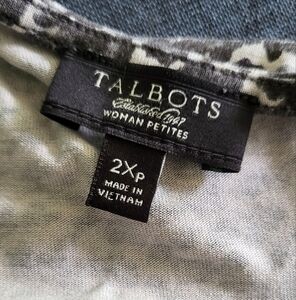 TALBOTS
Established 1947
WOMAN PETITES
2Xp
MADE IN
VIETNAM